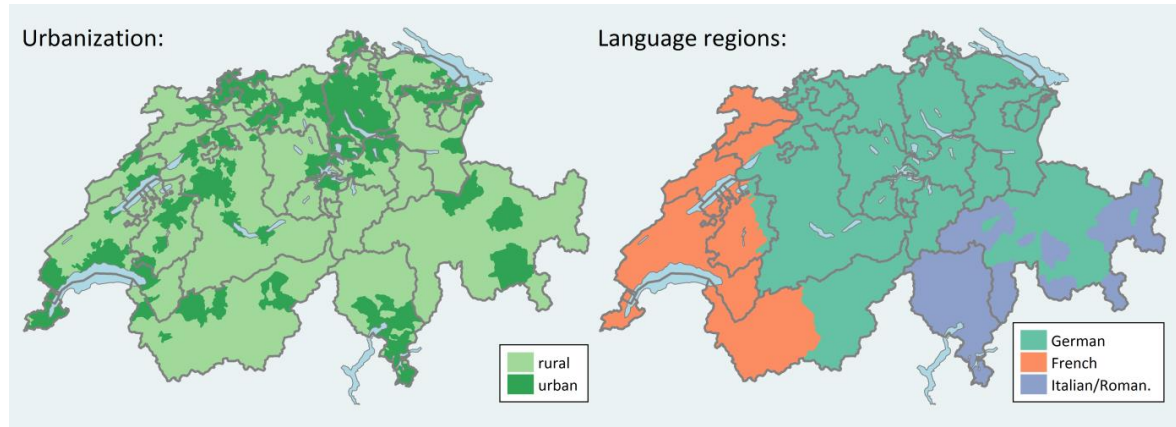 Urbanization:
Language regions:
rural
urban
German
French
Italian/Roman.